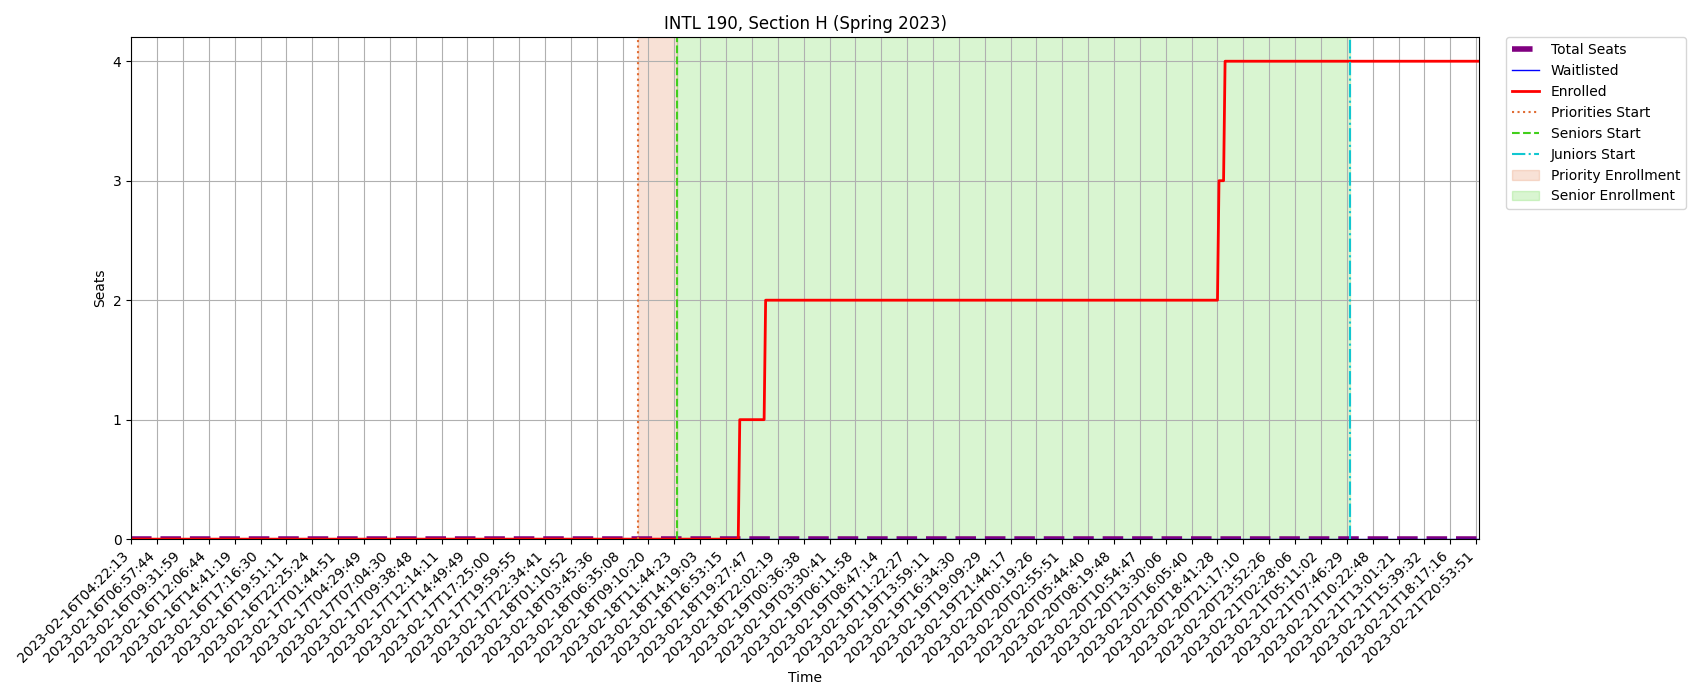 INTL 190, Section H (Spring 2023)
Seats
4
3
2
1
0
2023-02-16T04:22:13
2023-02-16T06:57:44
2023-02-16T09:31:59
2023-02-16T12:06:44
2023-02-16T14:41:19
2023-02-16T17:16:30
2023-02-16T19:51:11
2023-02-16T22:25:24
2023-02-17T01:44:51
2023-02-17T04:29:49
2023-02-17T07:04:30
2023-02-17T09:38:48
2023-02-17T12:14:11
2023-02-17T14:49:49
2023-02-17T17:25:00
2023-02-17T19:59:55
2023-02-17T22:34:41
2023-02-18T01:10:52
2023-02-18T03:45:36
2023-02-18T06:35:08
2023-02-18T09:10:20
2023-02-18T11:44:23
2023-02-18T14:19:03
2023-02-18T16:53:15
2023-02-18T19:27:47
2023-02-18T22:02:19
2023-02-19T00:36:38
2023-02-19T03:30:41
2023-02-19T06:11:58
2023-02-19T08:47:14
2023-02-19T11:22:27
2023-02-19T13:59:11
2023-02-19T16:34:30
2023-02-19T19:09:29
2023-02-19T21:44:17
2023-02-20T00:19:26
2023-02-20T02:55:51
2023-02-20T05:44:40
2023-02-20T08:19:48
2023-02-20T10:54:47
2023-02-20T13:30:06
2023-02-20T16:05:40
2023-02-20T18:41:28
2023-02-20T21:17:10
2023-02-20T23:52:26
2023-02-21T02:28:06
2023-02-21T05:11:02
2023-02-21T07:46:29
2023-02-21T10:22:48
2023-02-21T13:01:21
2023-02-21T15:39:32
2023-02-21T18:17:16
2023-02-21T20:53:51
Time
Total Seats
Waitlisted
Enrolled
Priorities Start
Seniors Start
Juniors Start
Priority Enrollment
Senior Enrollment